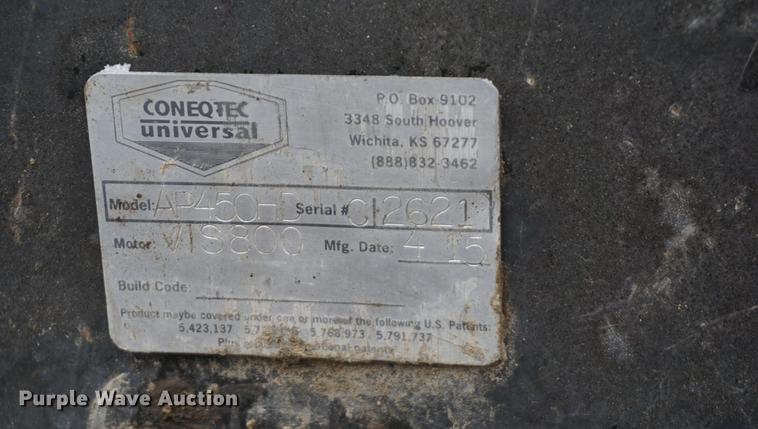 CONEQTEC
universal
P.O. Box 9102
3348 South Hoover
Wichita, KS 67277
(888)832-3462
Model: AP450HD Serial # C12621
Motor: VIS800 Mfg. Date: 4 15
Build Code:
Product maybe covered under one or more of the following U.S. Patents:
5,423,137 5,768,973 5,791,737
Plus patents
Purple Wave Auction